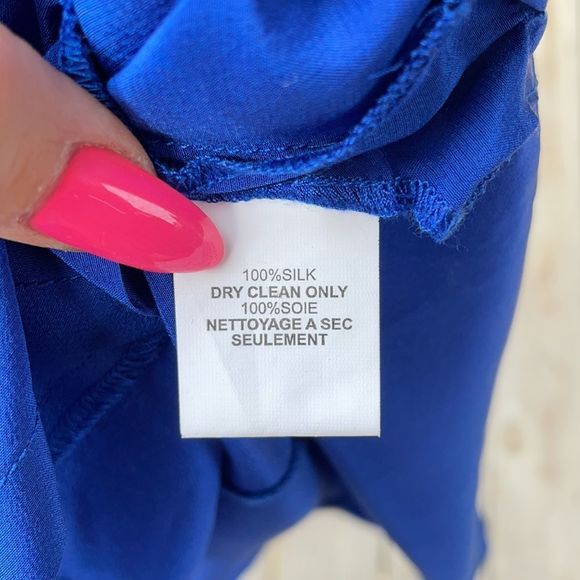 100%SILK
DRY CLEAN ONLY
100%SOIE
NETTOYAGE A SEC
SEULEMENT